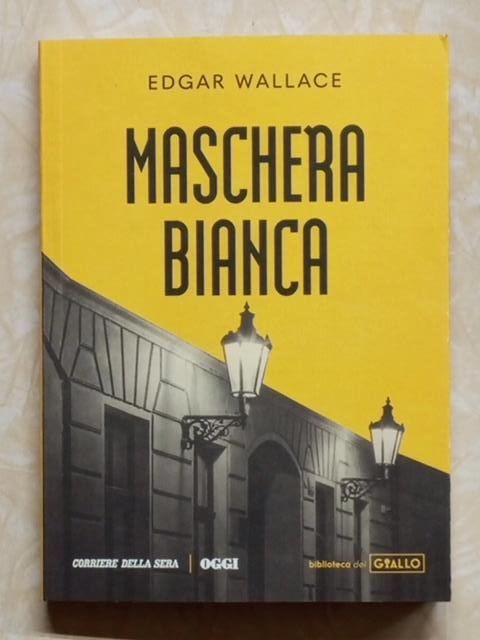 EDGAR WALLACE
MASCHERA
BIANCA
CORRIERE DELLA SERA | OGGI
biblioteca del GIALLO